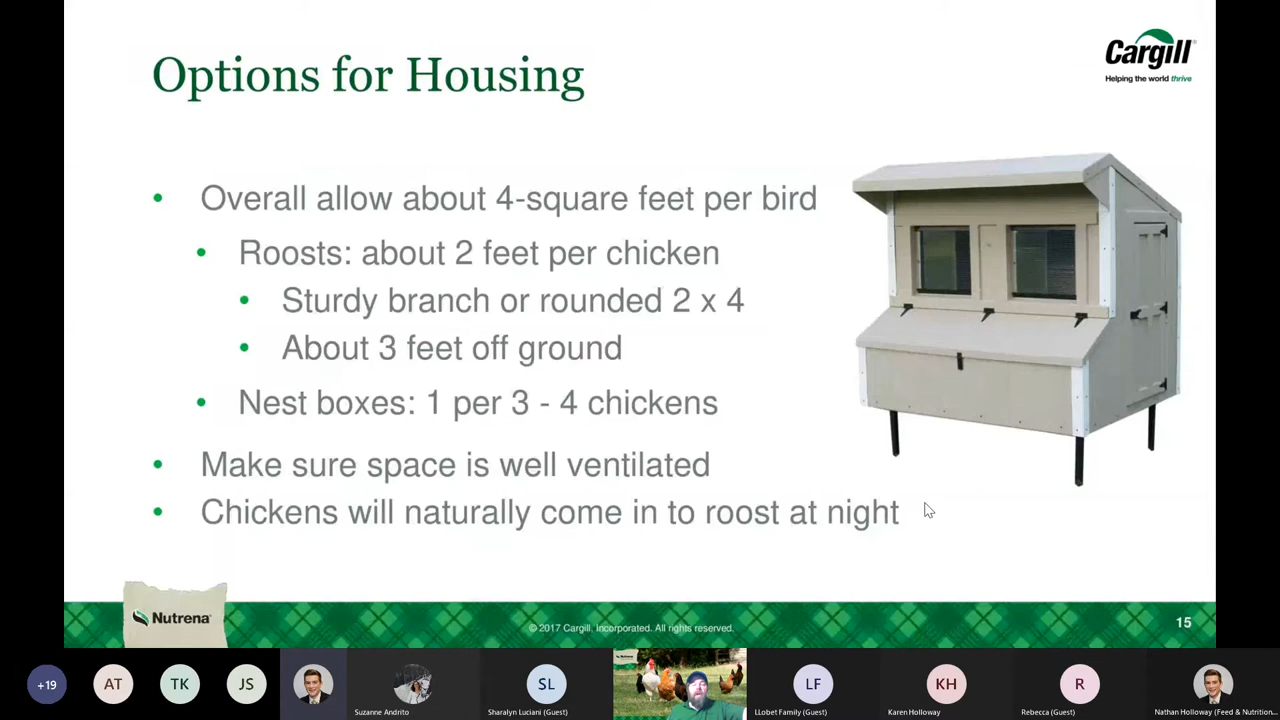 Options for Housing
Cargill
Helping the world thrive
• Overall allow about 4-square feet per bird
• Roosts: about 2 feet per chicken
• Sturdy branch or rounded 2 x 4
• About 3 feet off ground
• Nest boxes: 1 per 3 - 4 chickens
• Make sure space is well ventilated
• Chickens will naturally come in to roost at night
Nutrena
© 2017 Cargill, Incorporated. All rights reserved.
15
+19
AT
TK
JS
Suzanne Andrito
SL
Sharalyn Luciani (Guest)
Nutrena
LF
LLobet Family (Guest)
KH
Karen Holloway
R
Rebecca (Guest)
Nathan Holloway (Feed & Nutrition...